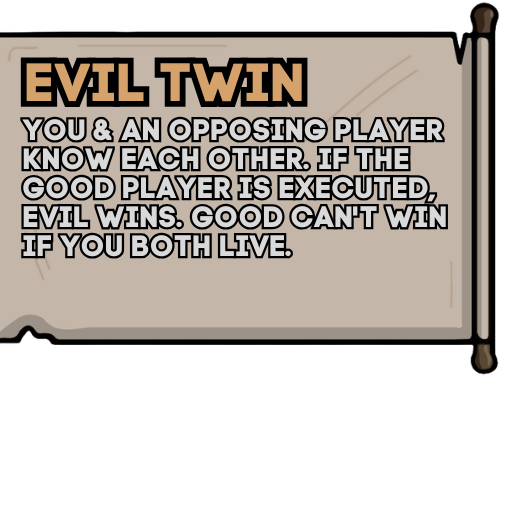 EVIL TWIN
YOU & AN OPPOSING PLAYER
KNOW EACH OTHER. IF THE
GOOD PLAYER IS EXECUTED,
EVIL WINS. GOOD CAN'T WIN
IF YOU BOTH LIVE.